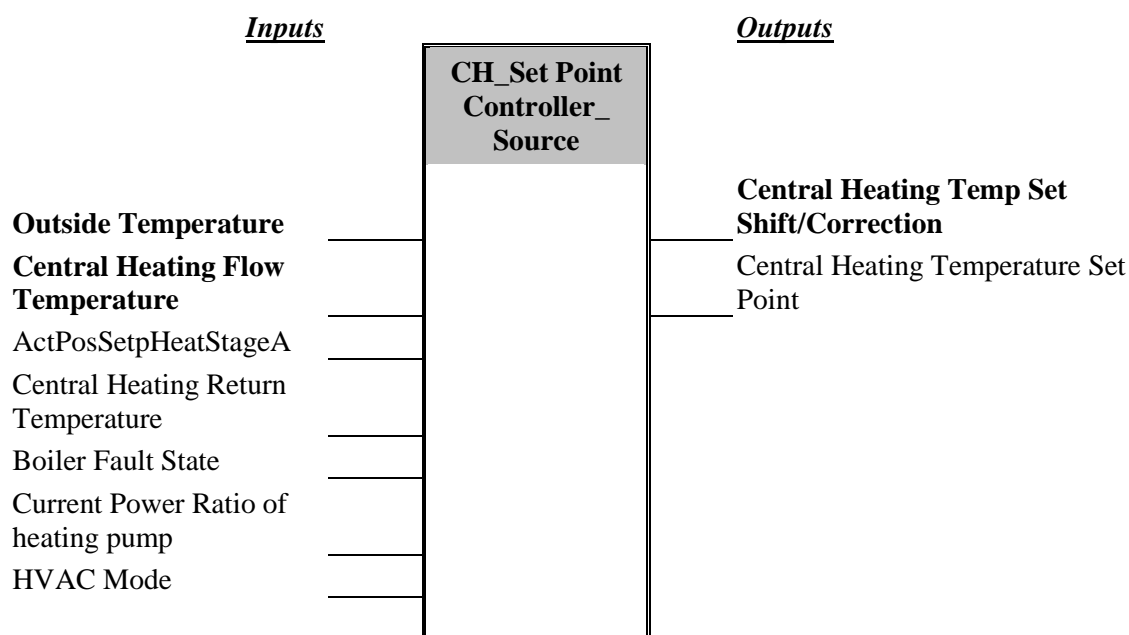 Inputs
Outputs
CH_Set Point
Controller_
Source
Outside Temperature
Central Heating Flow
Temperature
ActPosSetpHeatStageA
Central Heating Return
Temperature
Boiler Fault State
Current Power Ratio of
heating pump
HVAC Mode
Central Heating Temp Set
Shift/Correction
Central Heating Temperature Set
Point